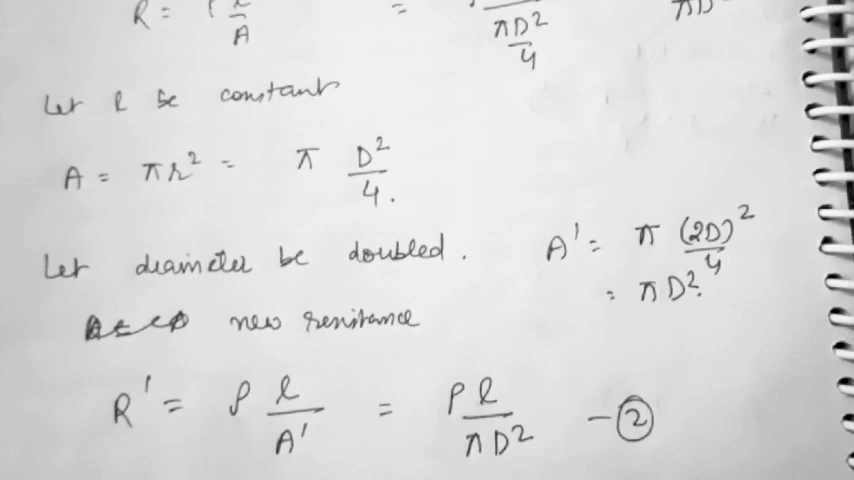 R = l/A = πD²/4 πD
Let l be constant
A = πr² = π D²/4.
Let diameter be doubled. A' = π (2D)²/4
= πD².
new resistance
R' = ρ l/A' = ρl/πD² — ②